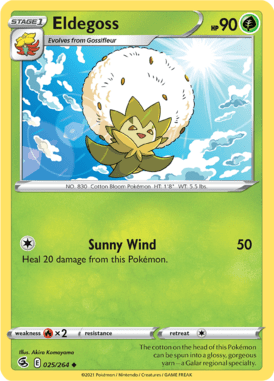 STAGE 1 Eldegoss HP 90
Evolves from Gossifleur
NO. 830 Cotton Bloom Pokémon HT. 1'8" WT. 5.5 lbs.
Sunny Wind 50
Heal 20 damage from this Pokémon.
weakness ×2 resistance retreat
Illus. Akira Komayama
The cotton on the head of this Pokémon
can be spun into a glossy, gorgeous
yarn – a Galar regional specialty.
E 025/264
©2021 Pokémon / Nintendo / Creatures / GAME FREAK